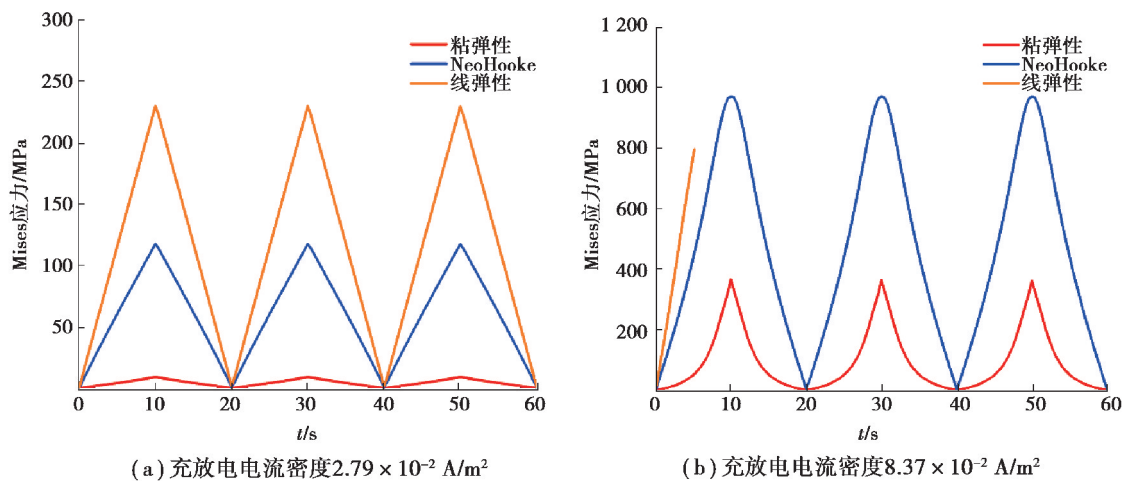 300
250
200
150
100
50
0 10 20 30 40 50 60
Mises应力/MPa
t/s
粘弹性
NeoHooke
线弹性
(a)充放电电流密度2.79×10⁻² A/m²
1 200
1 000
800
600
400
200
0 10 20 30 40 50 60
Mises应力/MPa
t/s
粘弹性
NeoHooke
线弹性
(b)充放电电流密度8.37×10⁻² A/m²